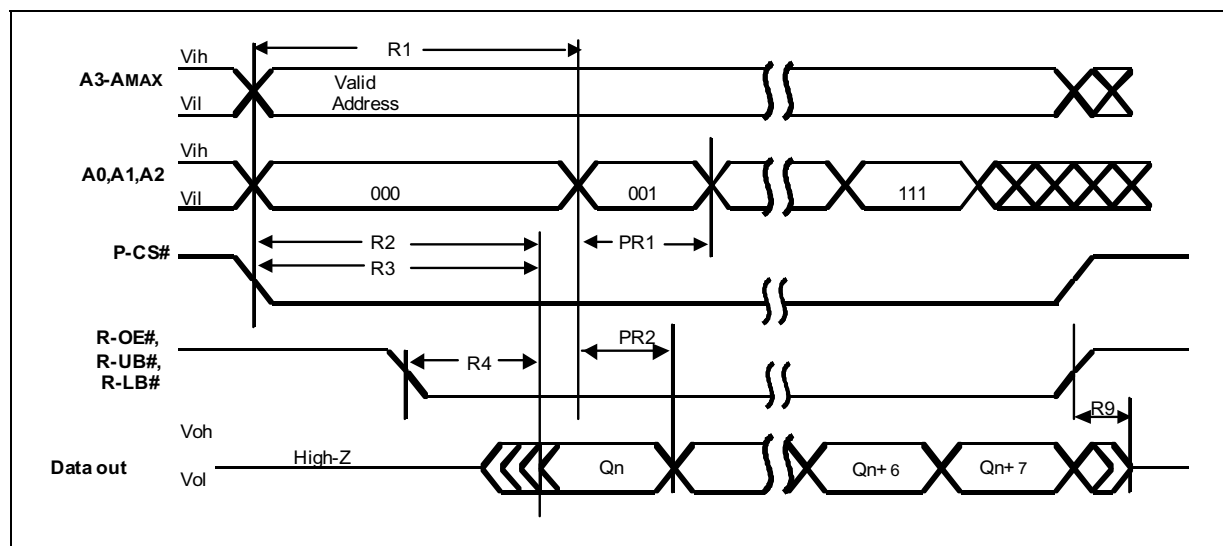 R1
Vih
A3-AMAX
Valid
Address
Vil
Vih
A0,A1,A2
Vil
000
001
111
R2
PR1
P-CS#
R3
R-OE#,
R-UB#,
R-LB#
R4
PR2
R9
Voh
High-Z
Data out
Vol
Qn
Qn+6
Qn+7